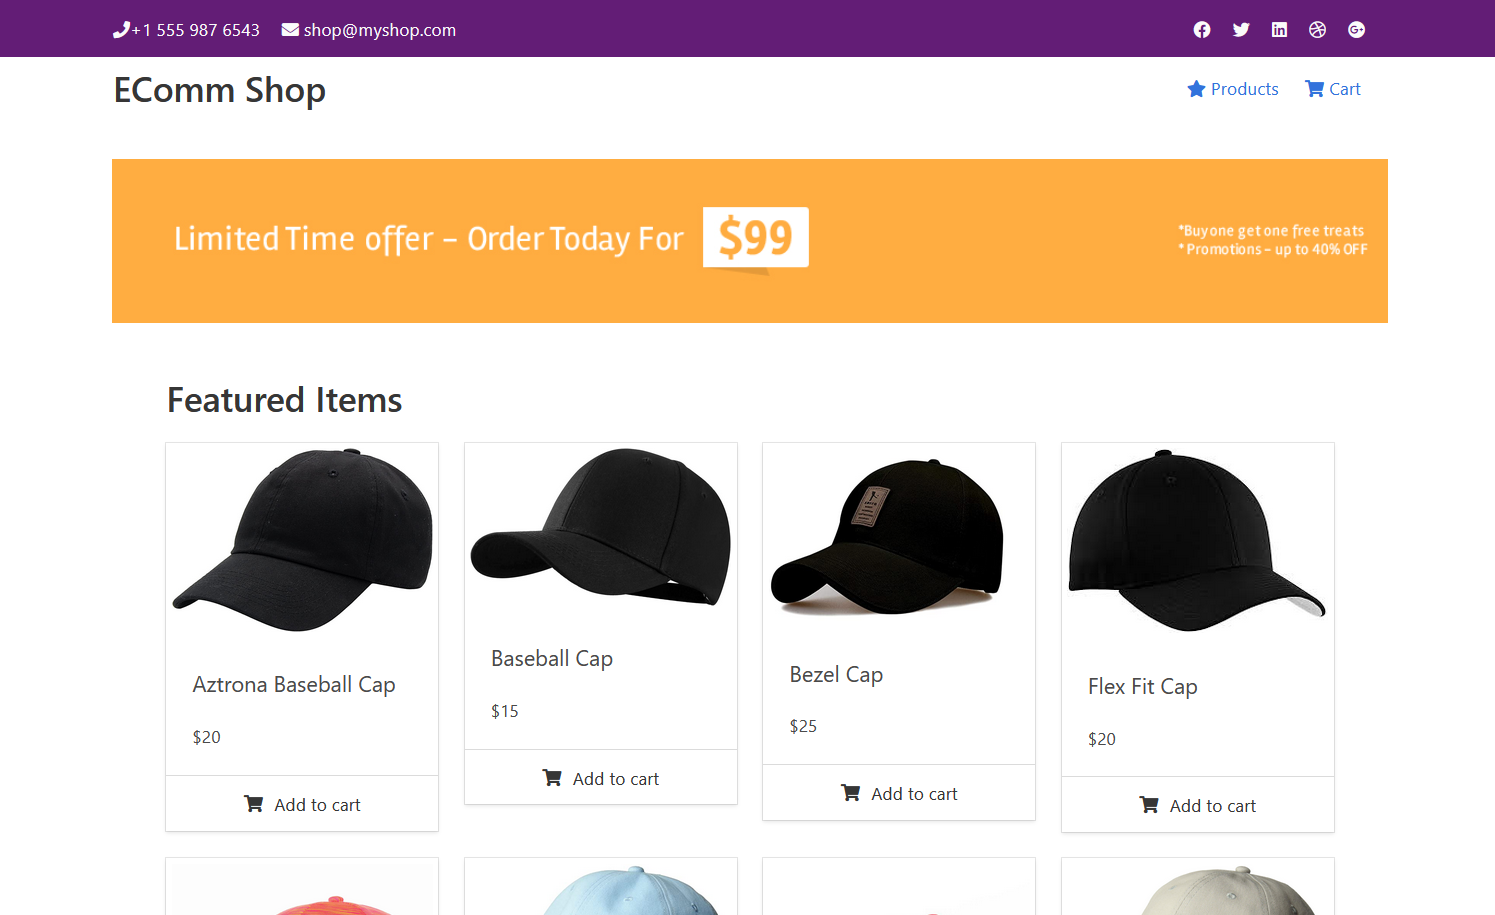 +1 555 987 6543 shop@myshop.com
EComm Shop
Products Cart
Limited Time offer – Order Today For $99
*Buy one get one free treats
* Promotions – up to 40% OFF
Featured Items
Aztrona Baseball Cap
$20
Add to cart
Baseball Cap
$15
Add to cart
Bezel Cap
$25
Add to cart
Flex Fit Cap
$20
Add to cart